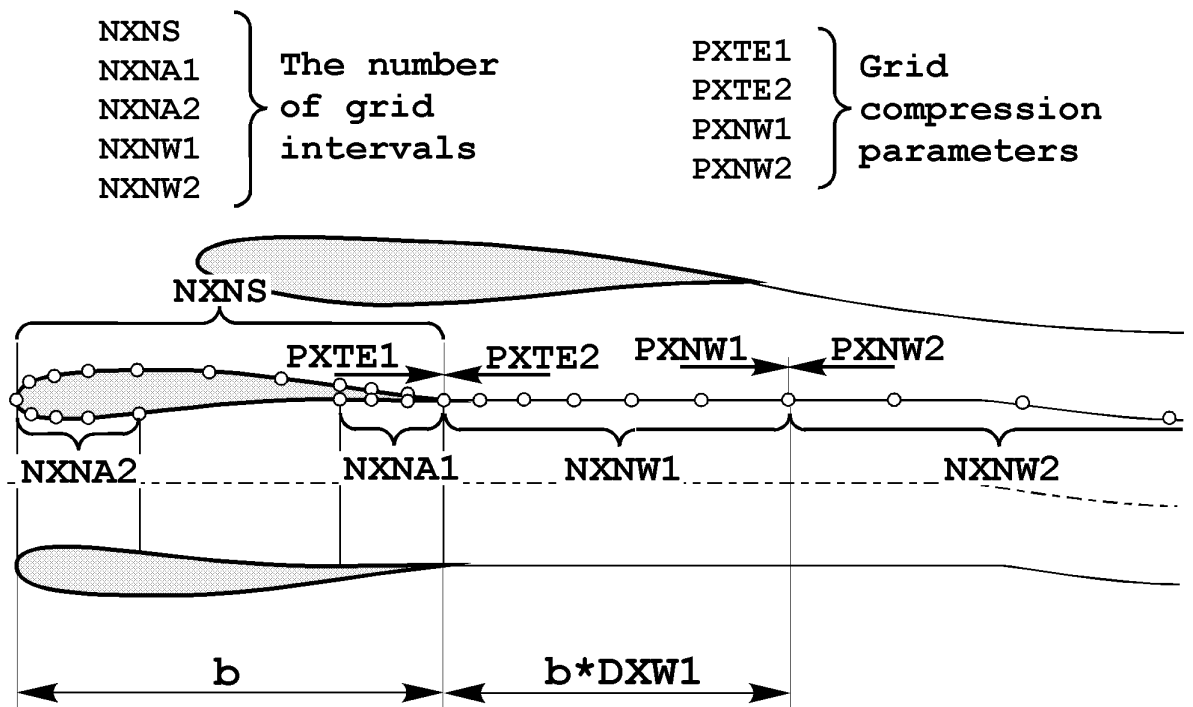 NXNS
NXNA1
NXNA2
NXNW1
NXNW2
The number
of grid
intervals
PXTE1
PXTE2
PXNW1
PXNW2
Grid
compression
parameters
NXNS
PXTE1
PXTE2
PXNW1
PXNW2
NXNA2
NXNA1
NXNW1
NXNW2
b
b*DXW1